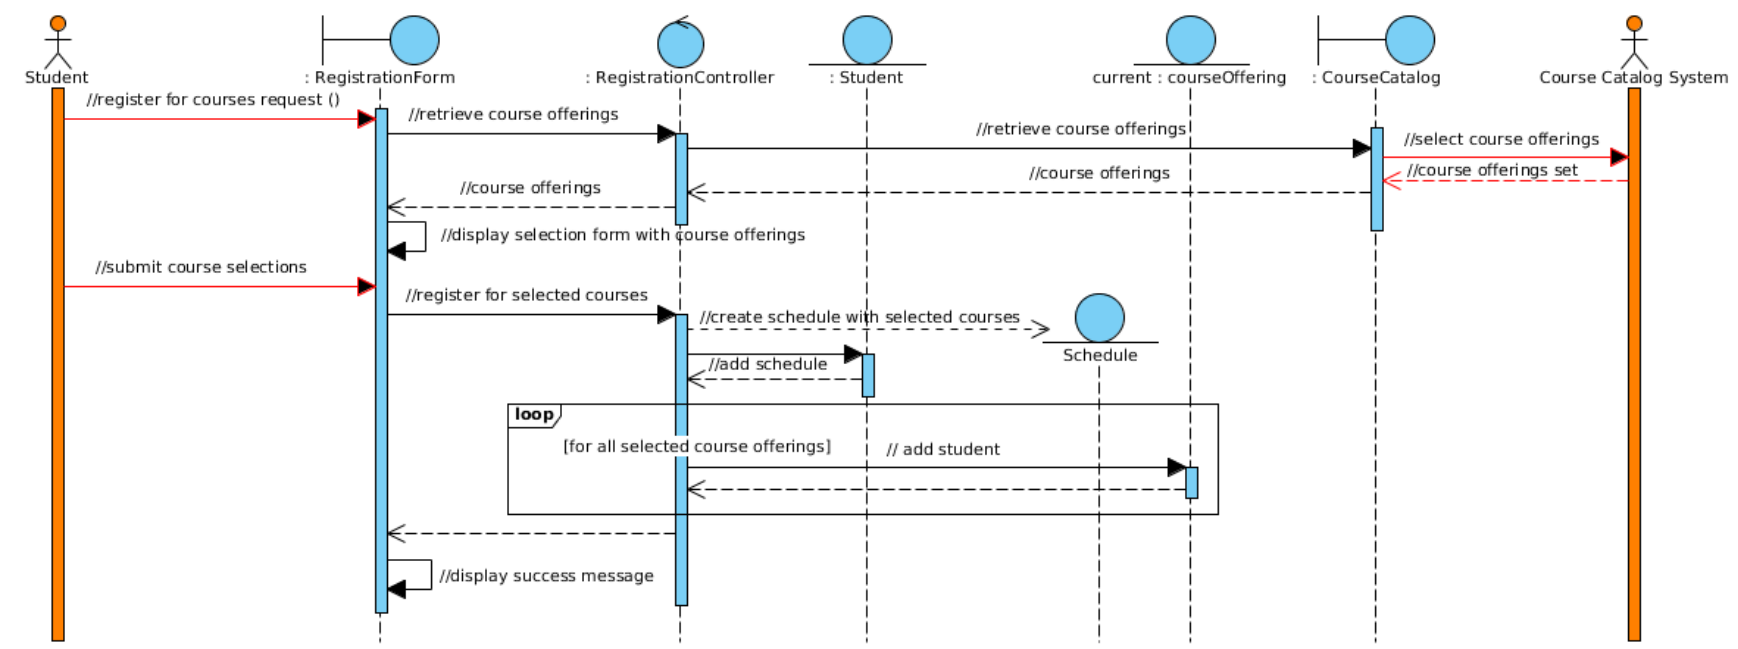 Student
: RegistrationForm
: RegistrationController
: Student
current : courseOffering
: CourseCatalog
Course Catalog System
//register for courses request ()
//retrieve course offerings
//retrieve course offerings
//select course offerings
//course offerings set
//course offerings
//course offerings
//display selection form with course offerings
//submit course selections
//register for selected courses
//create schedule with selected courses
Schedule
//add schedule
loop
[for all selected course offerings]
// add student
//display success message